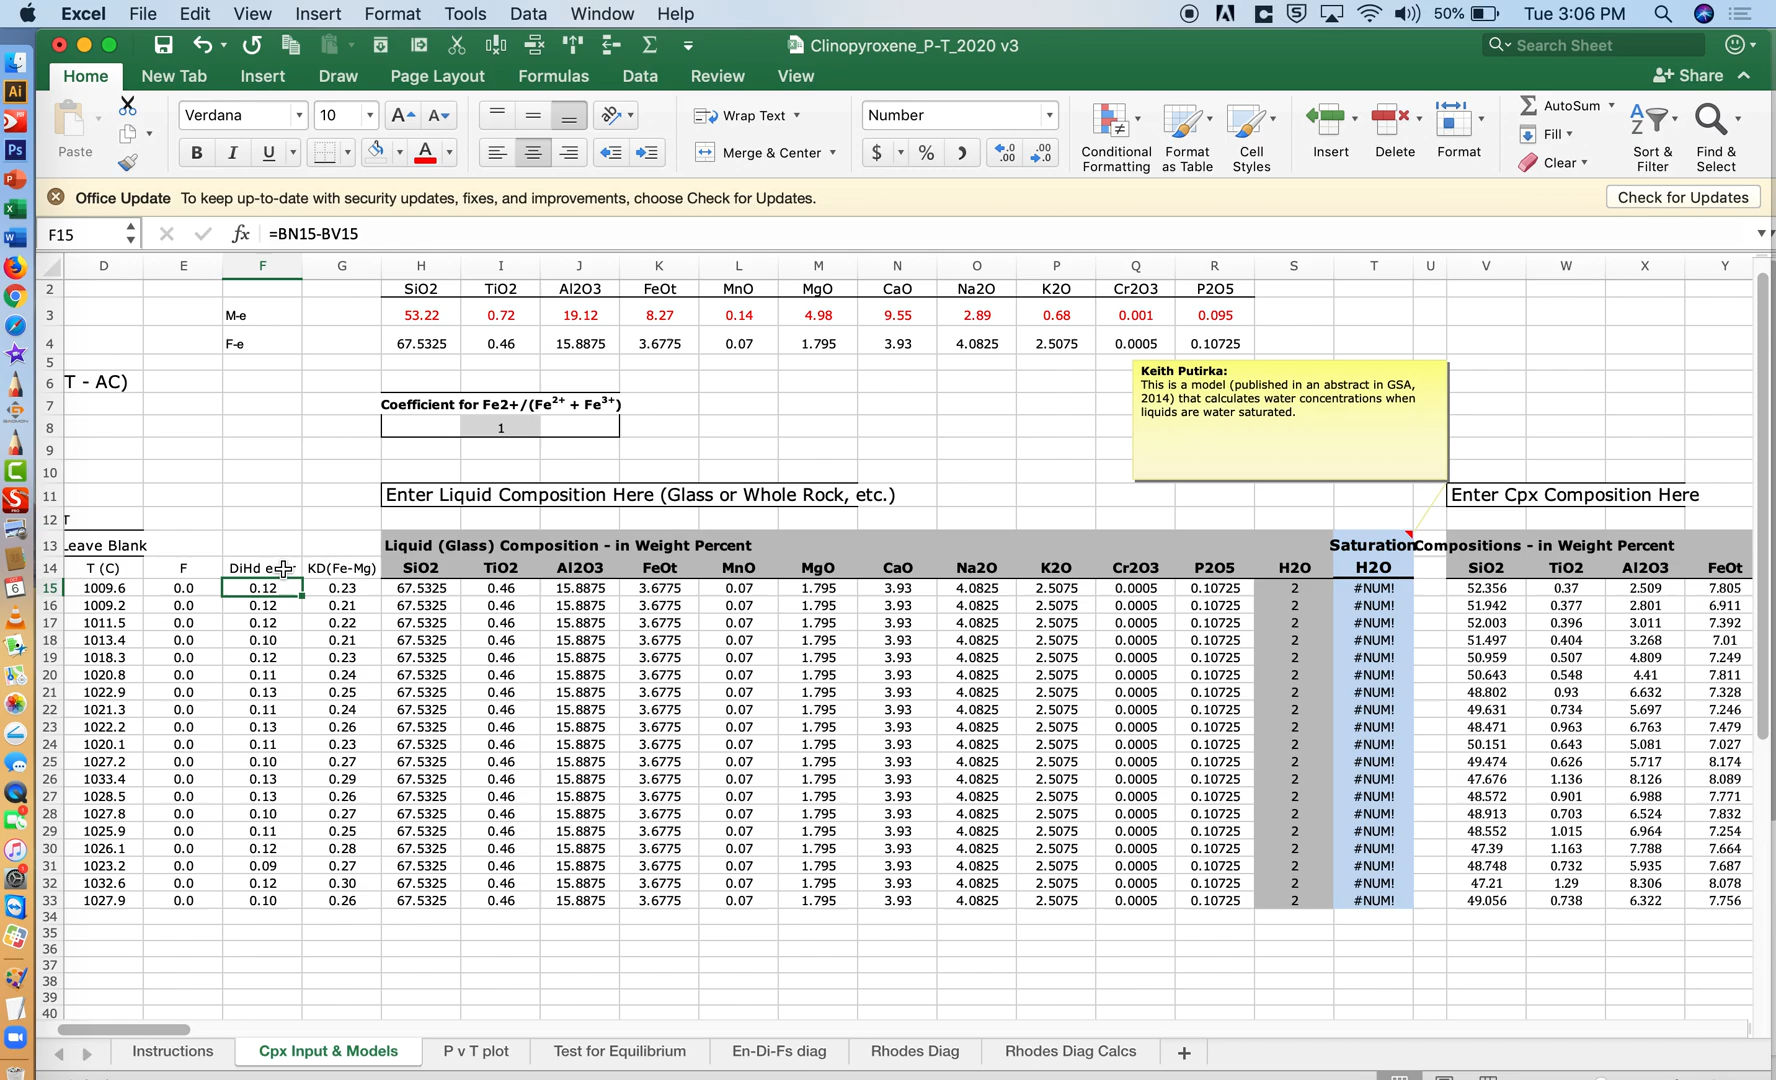 Excel File Edit View Insert Format Tools Data Window Help 50% Tue 3:06 PM
Clinopyroxene_P-T_2020 v3 Search Sheet
Home New Tab Insert Draw Page Layout Formulas Data Review View Share
Paste Verdana 10 Wrap Text Merge & Center Number Conditional Formatting Format as Table Cell Styles Insert Delete Format AutoSum Fill Clear Sort & Filter Find & Select
Office Update To keep up-to-date with security updates, fixes, and improvements, choose Check for Updates. Check for Updates
F15 fx =BN15-BV15
D E F G H I J K L M N O P Q R S T U V W X Y
2 SiO2 TiO2 Al2O3 FeOt MnO MgO CaO Na2O K2O Cr2O3 P2O5
3 M-e 53.22 0.72 19.12 8.27 0.14 4.98 9.55 2.89 0.68 0.001 0.095
4 F-e 67.5325 0.46 15.8875 3.6775 0.07 1.795 3.93 4.0825 2.5075 0.0005 0.10725
5
Keith Putirka:
This is a model (published in an abstract in GSA,
2014) that calculates water concentrations when
liquids are water saturated.
6 T - AC)
7 Coefficient for Fe2+/(Fe2+ + Fe3+)
8 1
9
10
11 Enter Liquid Composition Here (Glass or Whole Rock, etc.) Enter Cpx Composition Here
12 T
13 Leave Blank Liquid (Glass) Composition - in Weight Percent Saturation Compositions - in Weight Percent
14 T (C) F DiHd KD(Fe-Mg) SiO2 TiO2 Al2O3 FeOt MnO MgO CaO Na2O K2O Cr2O3 P2O5 H2O H2O SiO2 TiO2 Al2O3 FeOt
15 1009.6 0.0 0.12 0.23 67.5325 0.46 15.8875 3.6775 0.07 1.795 3.93 4.0825 2.5075 0.0005 0.10725 2 #NUM! 52.356 0.37 2.509 7.805
16 1009.2 0.0 0.12 0.21 67.5325 0.46 15.8875 3.6775 0.07 1.795 3.93 4.0825 2.5075 0.0005 0.10725 2 #NUM! 51.942 0.377 2.801 6.911
17 1011.5 0.0 0.12 0.22 67.5325 0.46 15.8875 3.6775 0.07 1.795 3.93 4.0825 2.5075 0.0005 0.10725 2 #NUM! 52.003 0.396 3.011 7.392
18 1013.4 0.0 0.10 0.21 67.5325 0.46 15.8875 3.6775 0.07 1.795 3.93 4.0825 2.5075 0.0005 0.10725 2 #NUM! 51.497 0.404 3.268 7.01
19 1018.3 0.0 0.12 0.23 67.5325 0.46 15.8875 3.6775 0.07 1.795 3.93 4.0825 2.5075 0.0005 0.10725 2 #NUM! 50.959 0.507 4.809 7.249
20 1020.8 0.0 0.11 0.24 67.5325 0.46 15.8875 3.6775 0.07 1.795 3.93 4.0825 2.5075 0.0005 0.10725 2 #NUM! 50.643 0.548 4.41 7.811
21 1022.9 0.0 0.13 0.25 67.5325 0.46 15.8875 3.6775 0.07 1.795 3.93 4.0825 2.5075 0.0005 0.10725 2 #NUM! 48.802 0.93 6.632 7.328
22 1021.3 0.0 0.11 0.24 67.5325 0.46 15.8875 3.6775 0.07 1.795 3.93 4.0825 2.5075 0.0005 0.10725 2 #NUM! 49.631 0.734 5.697 7.246
23 1022.2 0.0 0.13 0.26 67.5325 0.46 15.8875 3.6775 0.07 1.795 3.93 4.0825 2.5075 0.0005 0.10725 2 #NUM! 48.471 0.963 6.763 7.479
24 1020.1 0.0 0.11 0.23 67.5325 0.46 15.8875 3.6775 0.07 1.795 3.93 4.0825 2.5075 0.0005 0.10725 2 #NUM! 50.151 0.643 5.081 7.027
25 1027.2 0.0 0.10 0.27 67.5325 0.46 15.8875 3.6775 0.07 1.795 3.93 4.0825 2.5075 0.0005 0.10725 2 #NUM! 49.474 0.626 5.717 8.174
26 1033.4 0.0 0.13 0.29 67.5325 0.46 15.8875 3.6775 0.07 1.795 3.93 4.0825 2.5075 0.0005 0.10725 2 #NUM! 47.676 1.136 8.126 8.089
27 1028.5 0.0 0.13 0.26 67.5325 0.46 15.8875 3.6775 0.07 1.795 3.93 4.0825 2.5075 0.0005 0.10725 2 #NUM! 48.572 0.901 6.988 7.771
28 1027.8 0.0 0.10 0.27 67.5325 0.46 15.8875 3.6775 0.07 1.795 3.93 4.0825 2.5075 0.0005 0.10725 2 #NUM! 48.913 0.703 6.524 7.832
29 1025.9 0.0 0.11 0.25 67.5325 0.46 15.8875 3.6775 0.07 1.795 3.93 4.0825 2.5075 0.0005 0.10725 2 #NUM! 48.552 1.015 6.964 7.254
30 1026.1 0.0 0.12 0.28 67.5325 0.46 15.8875 3.6775 0.07 1.795 3.93 4.0825 2.5075 0.0005 0.10725 2 #NUM! 47.39 1.163 7.788 7.664
31 1023.2 0.0 0.09 0.27 67.5325 0.46 15.8875 3.6775 0.07 1.795 3.93 4.0825 2.5075 0.0005 0.10725 2 #NUM! 48.748 0.732 5.935 7.687
32 1032.6 0.0 0.12 0.30 67.5325 0.46 15.8875 3.6775 0.07 1.795 3.93 4.0825 2.5075 0.0005 0.10725 2 #NUM! 47.21 1.29 8.306 8.078
33 1027.9 0.0 0.10 0.26 67.5325 0.46 15.8875 3.6775 0.07 1.795 3.93 4.0825 2.5075 0.0005 0.10725 2 #NUM! 49.056 0.738 6.322 7.756
34
35
36
37
38
39
40
Instructions Cpx Input & Models P v T plot Test for Equilibrium En-Di-Fs diag Rhodes Diag Rhodes Diag Calcs +